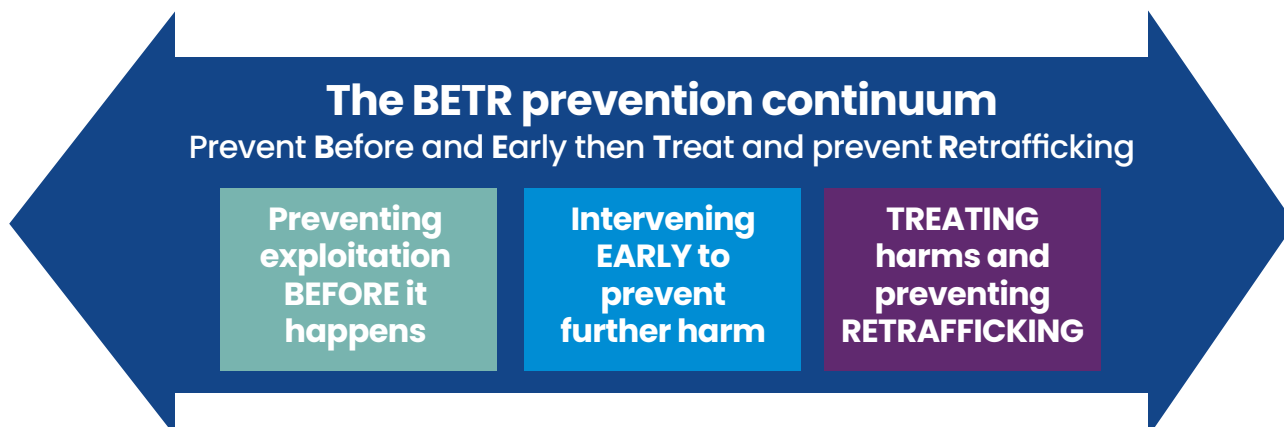 The BETR prevention continuum
Prevent Before and Early then Treat and prevent Retrafficking
Preventing
exploitation
BEFORE it
happens
Intervening
EARLY to
prevent
further harm
TREATING
harms and
preventing
RETRAFFICKING